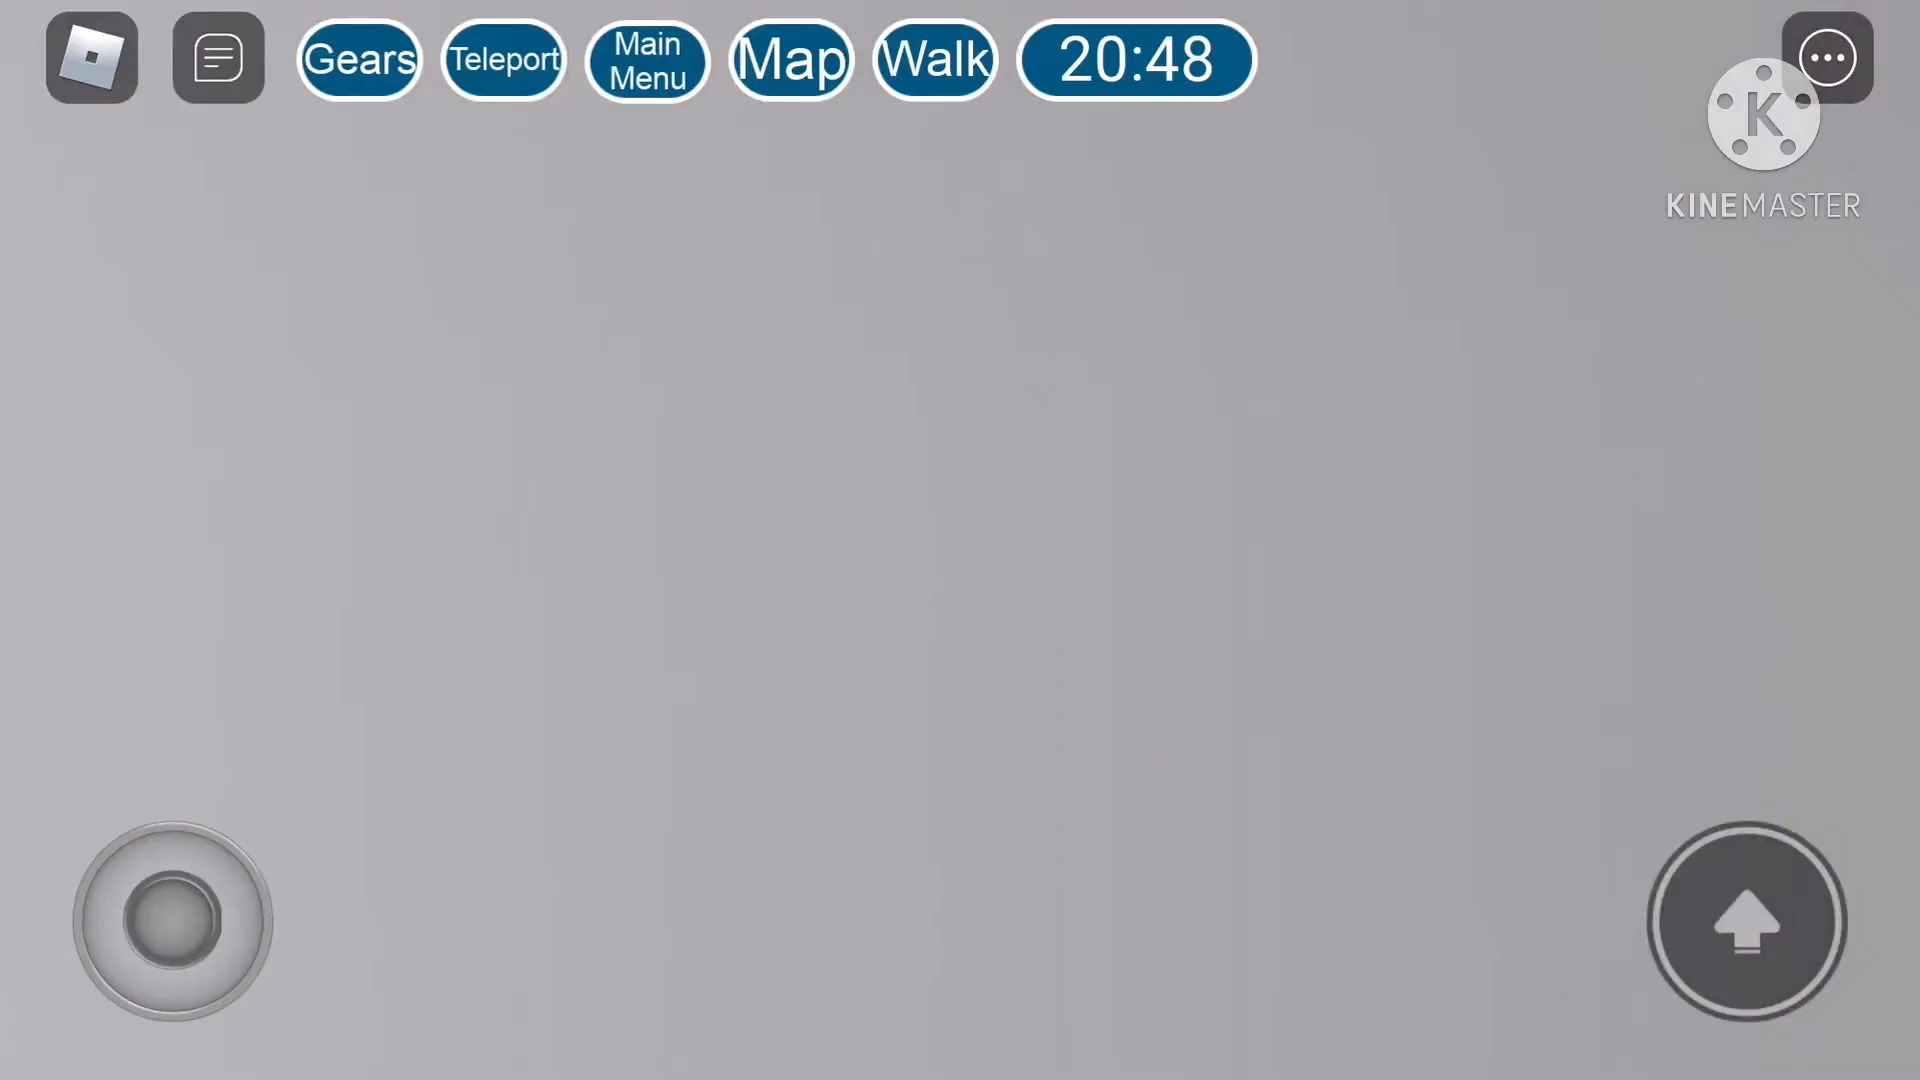 Gears
Teleport
Main
Menu
Map
Walk
20:48
K
KINEMASTER